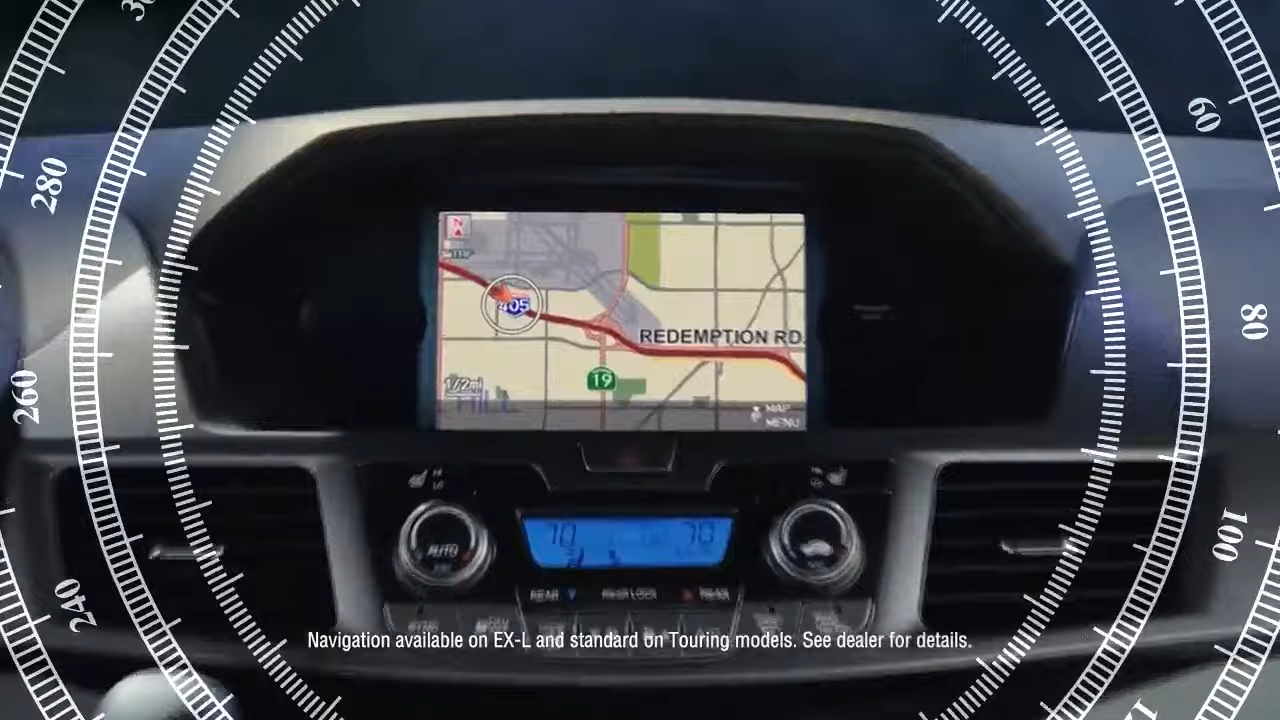 280
60
N
405
80
REDEMPTION RD.
260
19
1/2mi
MAP
MENU
70 70
AUTO
100
REAR
240
Navigation available on EX-L and standard on Touring models. See dealer for details.